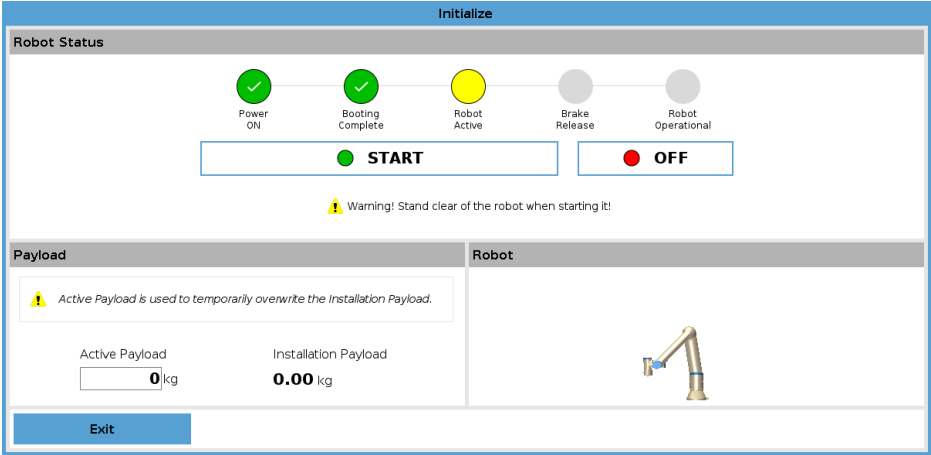 Initialize
Robot Status
Power
ON
Booting
Complete
Robot
Active
Brake
Release
Robot
Operational
START
OFF
Warning! Stand clear of the robot when starting it!
Payload
Active Payload is used to temporarily overwrite the Installation Payload.
Active Payload
0 kg
Installation Payload
0.00 kg
Robot
Exit